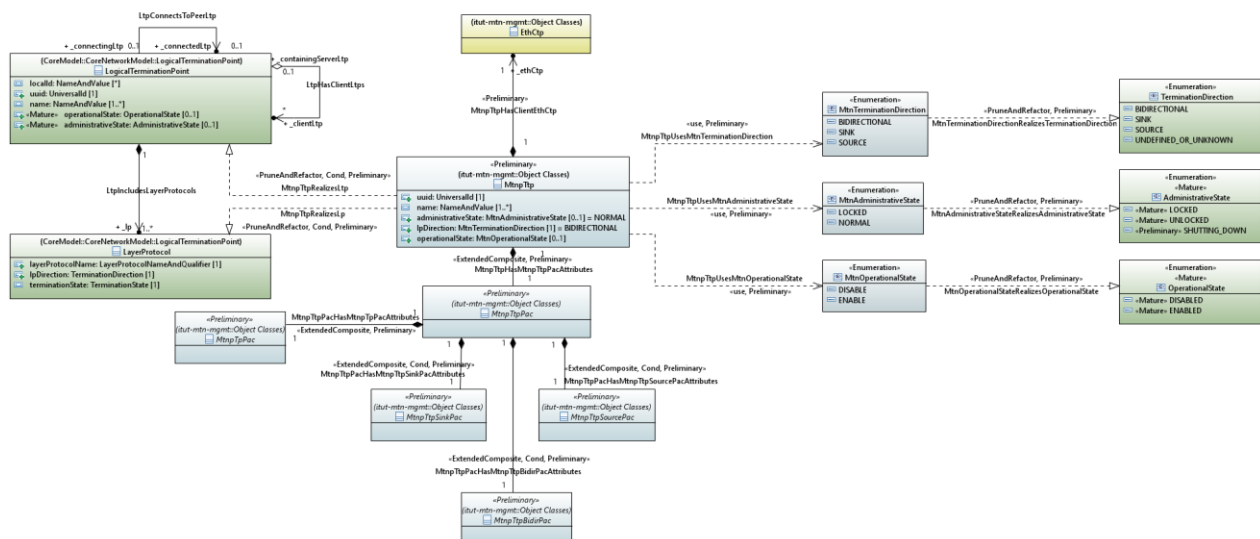 LtpConnectsToPeerLtp
+ _connectingLtp 0..1
+ _connectedLtp 0..1
(CoreModel::CoreNetworkModel::LogicalTerminationPoint)
LogicalTerminationPoint
localId: NameAndValue [*]
uuid: UniversalId [1]
name: NameAndValue [1..*]
«Mature» operationalState: OperationalState [0..1]
«Mature» administrativeState: AdministrativeState [0..1]
+ _containingServerLtp
0..1
LtpHasClientLtps
*
+ _clientLtp
1
LtpIncludesLayerProtocols
+ _lp
1..*
(CoreModel::CoreNetworkModel::LogicalTerminationPoint)
LayerProtocol
layerProtocolName: LayerProtocolNameAndQualifier [1]
lpDirection: TerminationDirection [1]
terminationState: TerminationState [1]
«PruneAndRefactor, Cond, Preliminary»
MtnpTtpRealizesLtp
MtnpTtpRealizesLp
«PruneAndRefactor, Cond, Preliminary»
(itut-mtn-mgmt::Object Classes)
EthCtp
1
+ _ethCtp
«Preliminary»
MtnpTtpHasClientEthCtp
1
«Preliminary»
(itut-mtn-mgmt::Object Classes)
MtnpTtp
uuid: UniversalId [1]
name: NameAndValue [1..*]
administrativeState: MtnAdministrativeState [0..1] = NORMAL
lpDirection: MtnTerminationDirection [1] = BIDIRECTIONAL
operationalState: MtnOperationalState [0..1]
1
«ExtendedComposite, Preliminary»
MtnpTtpHasMtnpTtpPacAttributes
1
«Preliminary»
(itut-mtn-mgmt::Object Classes)
MtnpTtpPac
1
MtnpTtpPacHasMtnpTpPacAttributes
«ExtendedComposite, Preliminary»
1
«Preliminary»
(itut-mtn-mgmt::Object Classes)
MtnpTpPac
1
«ExtendedComposite, Cond, Preliminary»
MtnpTtpPacHasMtnpTtpSinkPacAttributes
1
«Preliminary»
(itut-mtn-mgmt::Object Classes)
MtnpTtpSinkPac
1
«ExtendedComposite, Cond, Preliminary»
MtnpTtpPacHasMtnpTtpSourcePacAttributes
1
«Preliminary»
(itut-mtn-mgmt::Object Classes)
MtnpTtpSourcePac
1
«ExtendedComposite, Cond, Preliminary»
MtnpTtpPacHasMtnpTtpBidirPacAttributes
1
«Preliminary»
(itut-mtn-mgmt::Object Classes)
MtnpTtpBidirPac
«use, Preliminary»
MtnpTtpUsesMtnTerminationDirection
«Enumeration»
MtnTerminationDirection
BIDIRECTIONAL
SINK
SOURCE
«PruneAndRefactor, Preliminary»
MtnTerminationDirectionRealizesTerminationDirection
«Enumeration»
TerminationDirection
BIDIRECTIONAL
SINK
SOURCE
UNDEFINED_OR_UNKNOWN
MtnpTtpUsesMtnAdministrativeState
«use, Preliminary»
«Enumeration»
MtnAdministrativeState
LOCKED
NORMAL
«PruneAndRefactor, Preliminary»
MtnAdministrativeStateRealizesAdministrativeState
«Enumeration»
«Mature»
AdministrativeState
«Mature» LOCKED
«Mature» UNLOCKED
«Preliminary» SHUTTING_DOWN
MtnpTtpUsesMtnOperationalState
«use, Preliminary»
«Enumeration»
MtnOperationalState
DISABLE
ENABLE
«PruneAndRefactor, Preliminary»
MtnOperationalStateRealizesOperationalState
«Enumeration»
«Mature»
OperationalState
«Mature» DISABLED
«Mature» ENABLED